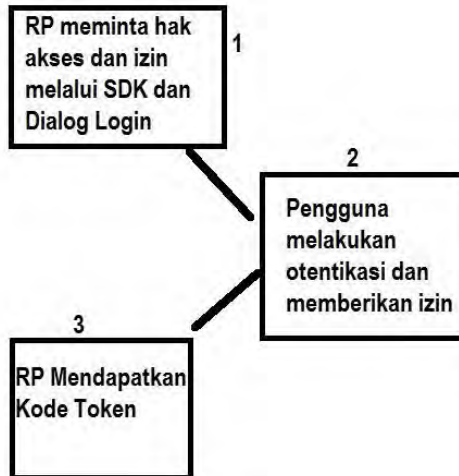 RP meminta hak
akses dan izin
melalui SDK dan
Dialog Login
1
2
Pengguna
melakukan
otentikasi dan
memberikan izin
3
RP Mendapatkan
Kode Token